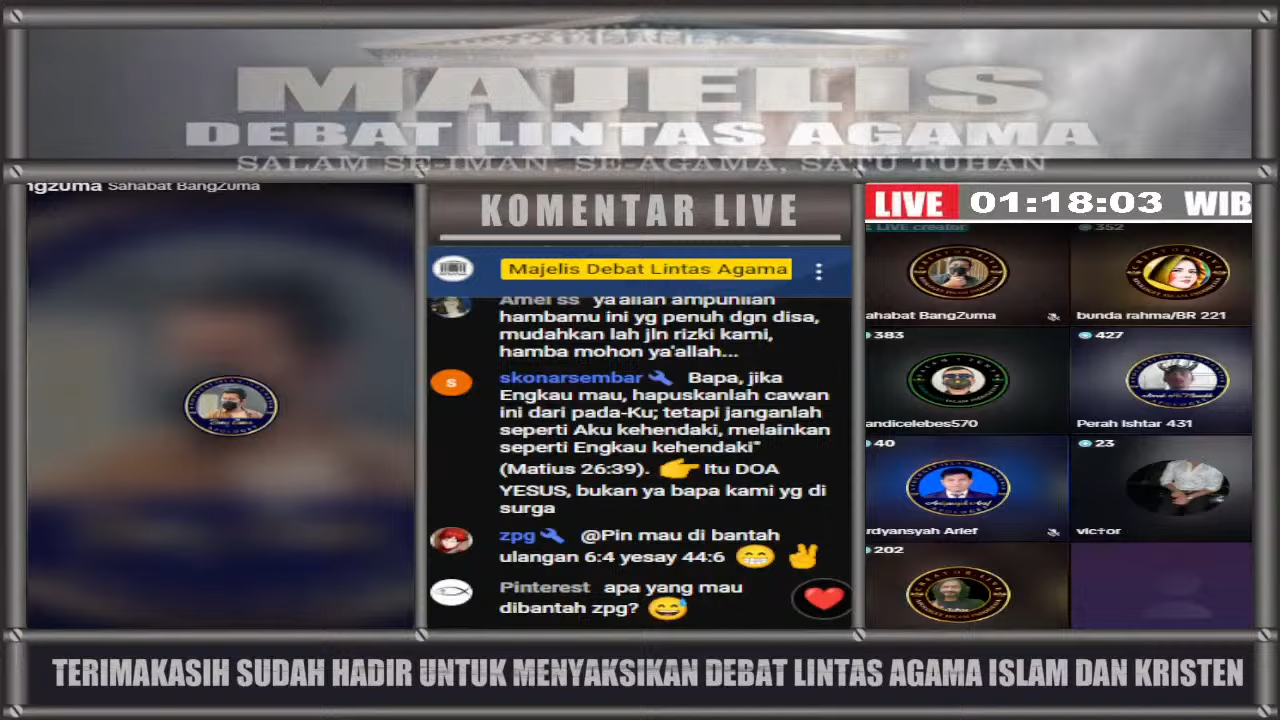 MAJELIS
DEBAT LINTAS AGAMA
SALAM SE-IMAN, SE-AGAMA, SATU TUHAN
ngzuma Sahabat BangZuma
KOMENTAR LIVE
Majelis Debat Lintas Agama
Amel ss ya'allah ampunilah
hambamu ini yg penuh dgn disa,
mudahkan lah jln rizki kami,
hamba mohon ya'allah...
s
skonarsembar Bapa, jika
Engkau mau, hapuskanlah cawan
ini dari pada-Ku; tetapi janganlah
seperti Aku kehendaki, melainkan
seperti Engkau kehendaki"
(Matius 26:39). 👉 Itu DOA
YESUS, bukan ya bapa kami yg di
surga
zpg @Pin mau di bantah
ulangan 6:4 yesay 44:6 😁 ✌
Pinterest apa yang mau
dibantah zpg? 😅
LIVE 01:18:03 WIB
LIVE creator
352
ahabat BangZuma
bunda rahma/BR 221
383
427
andicelebes570
Perah Ishtar 431
40
23
rdyansyah Arief
vic†or
202
TERIMAKASIH SUDAH HADIR UNTUK MENYAKSIKAN DEBAT LINTAS AGAMA ISLAM DAN KRISTEN